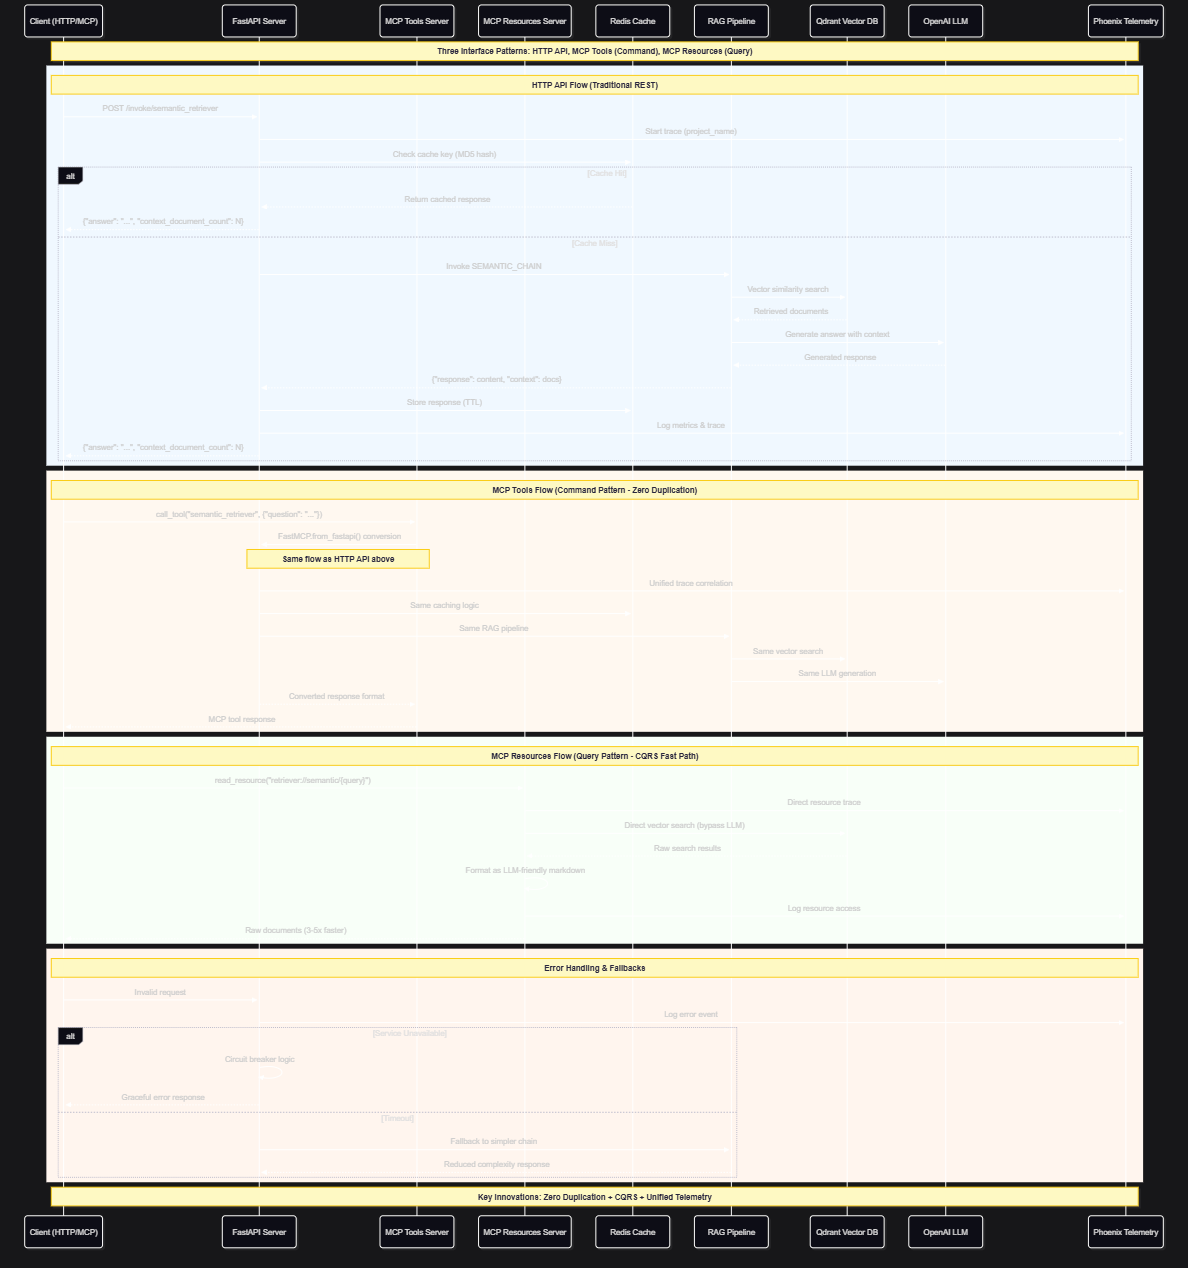 Client (HTTP/MCP) FastAPI Server MCP Tools Server MCP Resources Server Redis Cache RAG Pipeline Qdrant Vector DB OpenAI LLM Phoenix Telemetry
Three Interface Patterns: HTTP API, MCP Tools (Command), MCP Resources (Query)
HTTP API Flow (Traditional REST)
POST /invoke/semantic_retriever
Start trace (project_name)
Check cache key (MD5 hash)
alt
[Cache Hit]
Return cached response
{"answer": "...", "context_document_count": N}
[Cache Miss]
Invoke SEMANTIC_CHAIN
Vector similarity search
Retrieved documents
Generate answer with context
Generated response
{"response": content, "context": docs}
Store response (TTL)
Log metrics & trace
{"answer": "...", "context_document_count": N}
MCP Tools Flow (Command Pattern - Zero Duplication)
call_tool("semantic_retriever", {"question": "..."})
FastMCP.from_fastapi() conversion
Same flow as HTTP API above
Unified trace correlation
Same caching logic
Same RAG pipeline
Same vector search
Same LLM generation
Converted response format
MCP tool response
MCP Resources Flow (Query Pattern - CQRS Fast Path)
read_resource("retriever://semantic/{query}")
Direct resource trace
Direct vector search (bypass LLM)
Raw search results
Format as LLM-friendly markdown
Log resource access
Raw documents (3-5x faster)
Error Handling & Fallbacks
Invalid request
Log error event
alt
[Service Unavailable]
Circuit breaker logic
Graceful error response
[Timeout]
Fallback to simpler chain
Reduced complexity response
Key Innovations: Zero Duplication + CQRS + Unified Telemetry
Client (HTTP/MCP) FastAPI Server MCP Tools Server MCP Resources Server Redis Cache RAG Pipeline Qdrant Vector DB OpenAI LLM Phoenix Telemetry